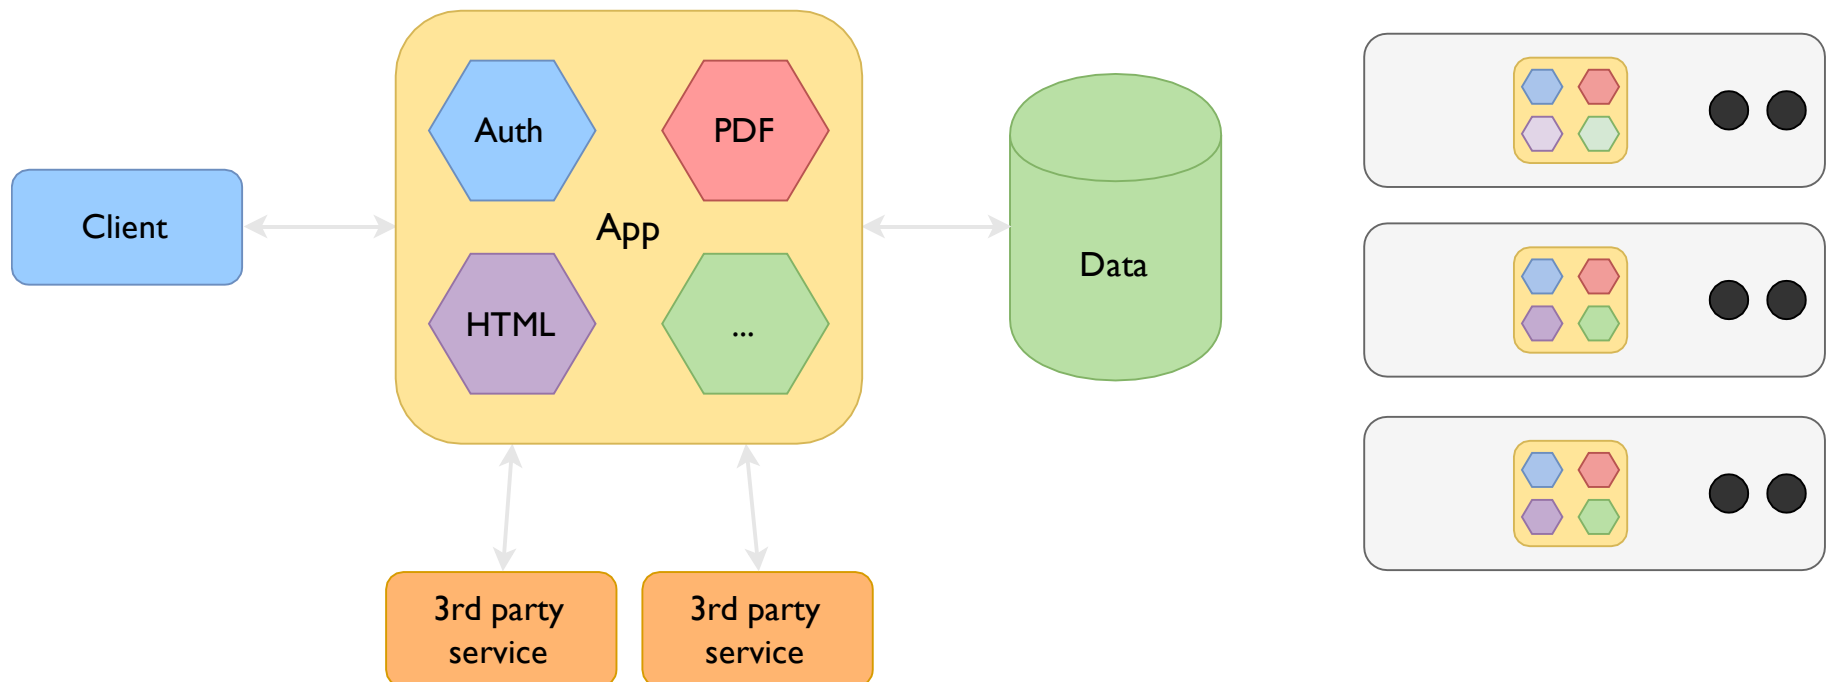 Auth
PDF
Client
App
Data
HTML
...
3rd party
service
3rd party
service